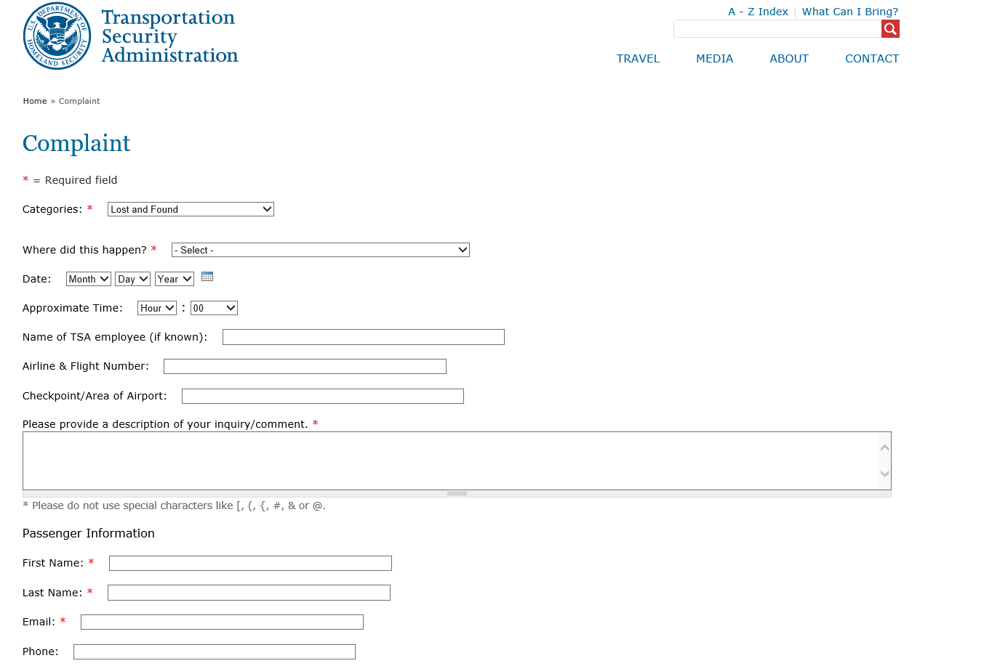 U.S. DEPARTMENT OF
HOMELAND SECURITY
Transportation
Security
Administration
A - Z Index | What Can I Bring?
TRAVEL MEDIA ABOUT CONTACT
Home » Complaint
Complaint
* = Required field
Categories: * Lost and Found
Where did this happen? * - Select -
Date: Month Day Year
Approximate Time: Hour : 00
Name of TSA employee (if known):
Airline & Flight Number:
Checkpoint/Area of Airport:
Please provide a description of your inquiry/comment. *
* Please do not use special characters like [, (, {, #, & or @.
Passenger Information
First Name: *
Last Name: *
Email: *
Phone: